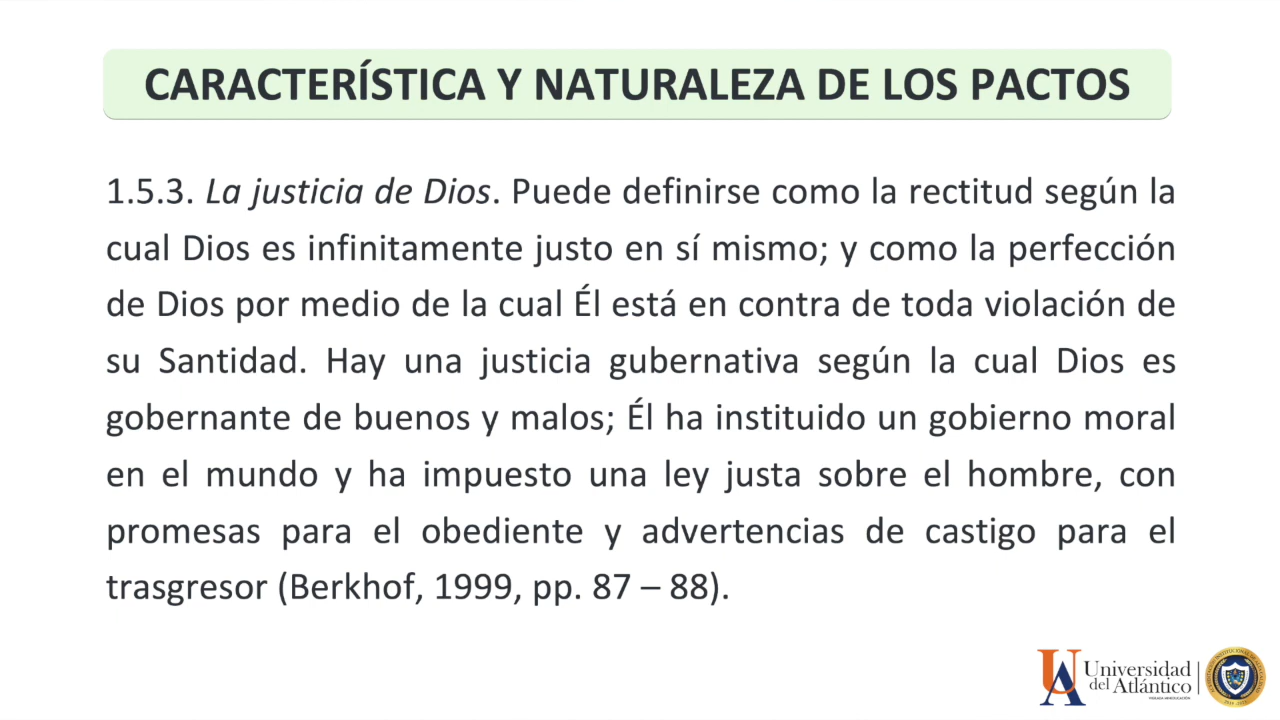 CARACTERÍSTICA Y NATURALEZA DE LOS PACTOS
1.5.3. La justicia de Dios. Puede definirse como la rectitud según la
cual Dios es infinitamente justo en sí mismo; y como la perfección
de Dios por medio de la cual Él está en contra de toda violación de
su Santidad. Hay una justicia gubernativa según la cual Dios es
gobernante de buenos y malos; Él ha instituido un gobierno moral
en el mundo y ha impuesto una ley justa sobre el hombre, con
promesas para el obediente y advertencias de castigo para el
trasgresor (Berkhof, 1999, pp. 87 – 88).
UA
Universidad
del Atlántico